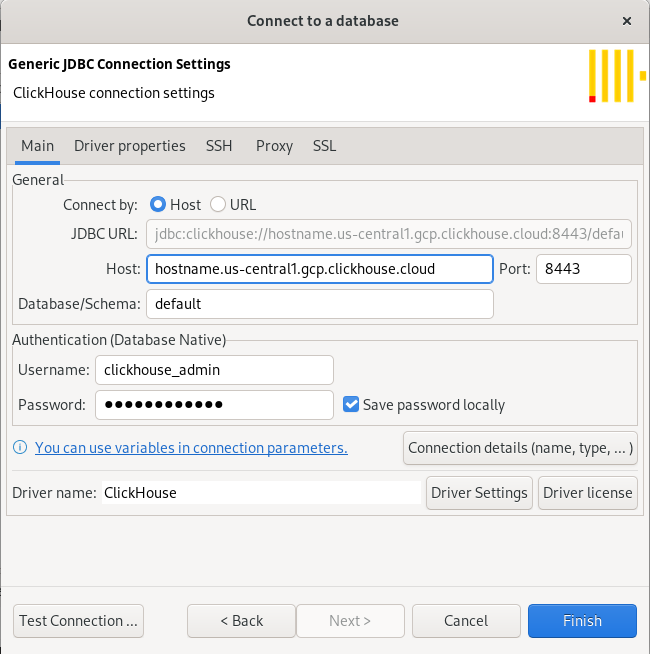 Connect to a database
Generic JDBC Connection Settings
ClickHouse connection settings
Main Driver properties SSH Proxy SSL
General
Connect by: Host URL
JDBC URL: jdbc:clickhouse://hostname.us-central1.gcp.clickhouse.cloud:8443/defau
Host: hostname.us-central1.gcp.clickhouse.cloud Port: 8443
Database/Schema: default
Authentication (Database Native)
Username: clickhouse_admin
Password: ●●●●●●●●●●●● Save password locally
You can use variables in connection parameters. Connection details (name, type, ... )
Driver name: ClickHouse Driver Settings Driver license
Test Connection ... < Back Next > Cancel Finish